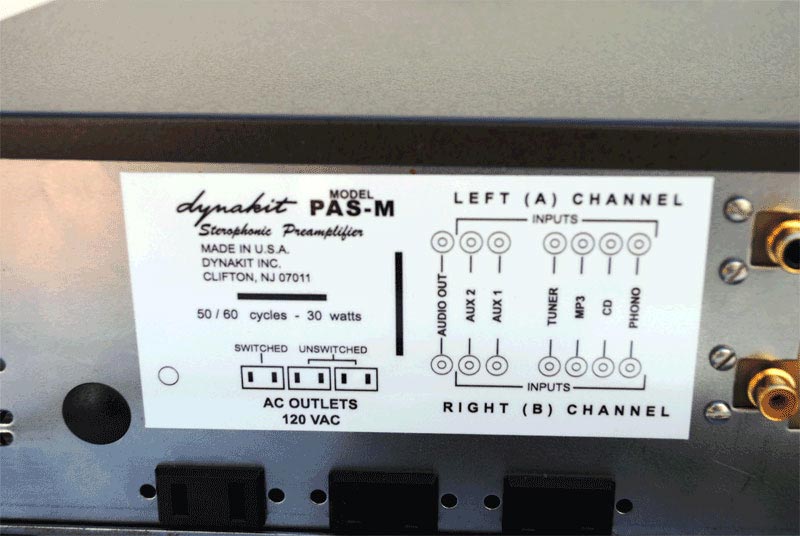 dynakit MODEL PAS-M
Sterophonic Preamplifier
MADE IN U.S.A.
DYNAKIT INC.
CLIFTON, NJ 07011
50/60 cycles - 30 watts
SWITCHED UNSWITCHED
AC OUTLETS
120 VAC
LEFT (A) CHANNEL
INPUTS
AUDIO OUT
AUX 2
AUX 1
TUNER
MP3
CD
PHONO
INPUTS
RIGHT (B) CHANNEL